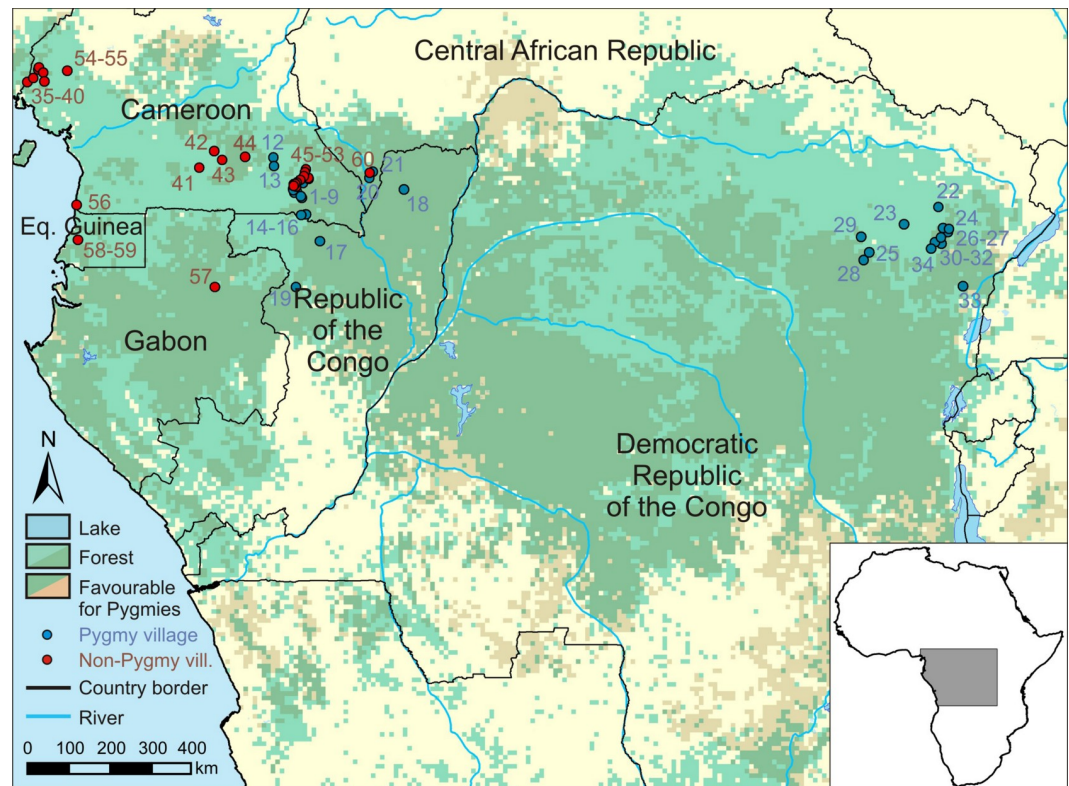 Central African Republic
54-55
35-40
Cameroon
42
44
12
45-53
60
21
41
43
13
20
18
1-9
56
14-16
Eq. Guinea
58-59
17
57
19
Republic
of the
Congo
Gabon
22
23
24
29
26-27
25
30-32
28
34
33
Democratic
Republic
of the Congo
N
Lake
Forest
Favourable
for Pygmies
Pygmy village
Non-Pygmy vill.
Country border
River
0 100 200 300 400
km